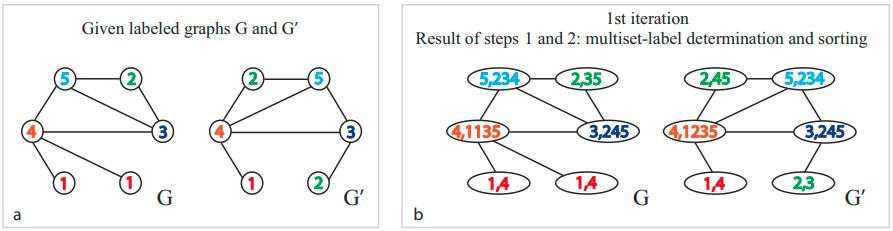 Given labeled graphs G and G′
5 2 2 5
4 3 4 3
1 1 1 2
G G′
a
1st iteration
Result of steps 1 and 2: multiset-label determination and sorting
5,234 2,35 2,45 5,234
4,1135 3,245 4,1235 3,245
1,4 1,4 1,4 2,3
G G′
b